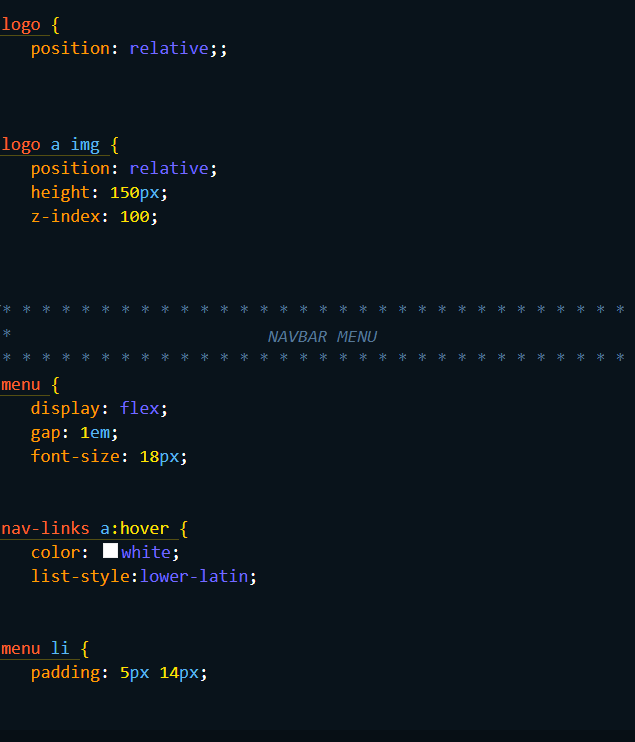 logo {
position: relative;;
logo a img {
position: relative;
height: 150px;
z-index: 100;
* * * * * * * * * * * * * * * * * * * * * * * * * * * * * * * *
* NAVBAR MENU
* * * * * * * * * * * * * * * * * * * * * * * * * * * * * * * *
menu {
display: flex;
gap: 1em;
font-size: 18px;
nav-links a:hover {
color: white;
list-style:lower-latin;
menu li {
padding: 5px 14px;